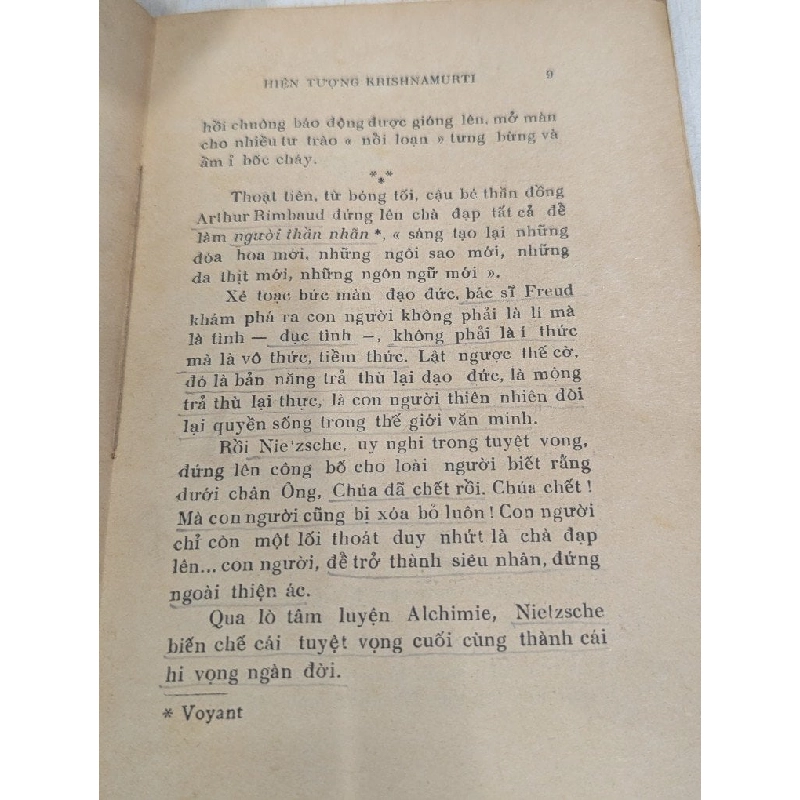 HIỆN TƯỢNG KRISHNAMURTI 9
hồi chuông báo động được gióng lên, mở màn
cho nhiều tư trào « nổi loạn » tưng bừng và
ầm ỉ bốc cháy.
***
Thoạt tiên, từ bóng tối, cậu bé thần đồng
Arthur Rimbaud đứng lên chà đạp tất cả để
làm người thần nhãn *, « sáng tạo lại những
đóa hoa mới, những ngôi sao mới, những
da thịt mới, những ngôn ngữ mới ».
Xé toạc bức màn đạo đức, bác sĩ Freud
khám phá ra con người không phải là lí mà
là tình — dục tình —, không phải là í thức
mà là vô thức, tiềm thức. Lật ngược thế cờ,
đó là bản năng trả thù lại đạo đức, là mộng
trả thù lại thực, là con người thiên nhiên đòi
lại quyền sống trong thế giới văn minh.
Rồi Nietzsche, uy nghi trong tuyệt vọng,
đứng lên công bố cho loài người biết rằng
dưới chân Ông, Chúa đã chết rồi. Chúa chết !
Mà con người cũng bị xóa bỏ luôn ! Con người
chỉ còn một lối thoát duy nhứt là chà đạp
lên... con người, để trở thành siêu nhân, đứng
ngoài thiện ác.
Qua lò tâm luyện Alchimie, Nietzsche
biến chế cái tuyệt vọng cuối cùng thành cái
hi vọng ngàn đời.
* Voyant